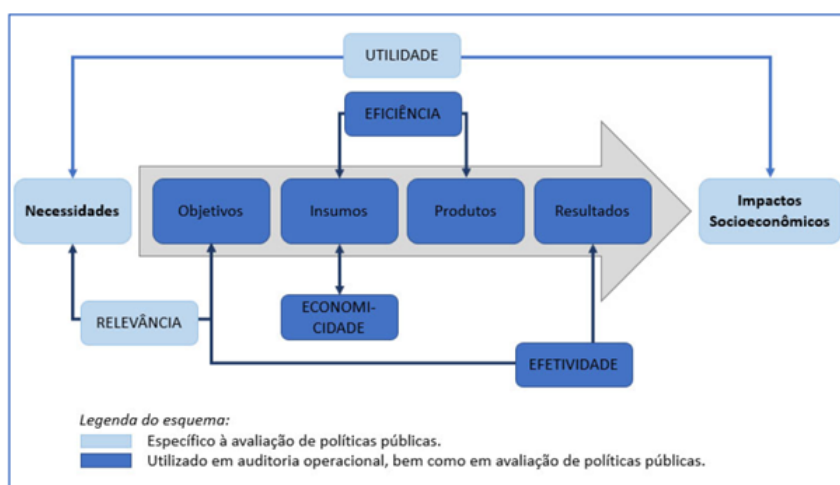 UTILIDADE
EFICIÊNCIA
Necessidades
Objetivos
Insumos
Produtos
Resultados
Impactos
Socioeconômicos
RELEVÂNCIA
ECONOMI-
CIDADE
EFETIVIDADE
Legenda do esquema:
Específico à avaliação de políticas públicas.
Utilizado em auditoria operacional, bem como em avaliação de políticas públicas.